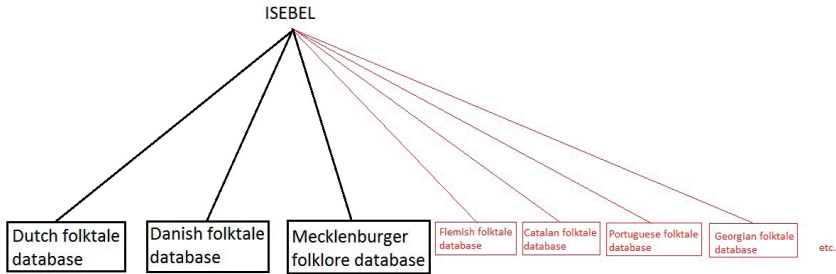 ISEBEL
Dutch folktale
database
Danish folktale
database
Mecklenburger
folklore database
Flemish folktale
database
Catalan folktale
database
Portuguese folktale
database
Georgian folktale
database
etc.